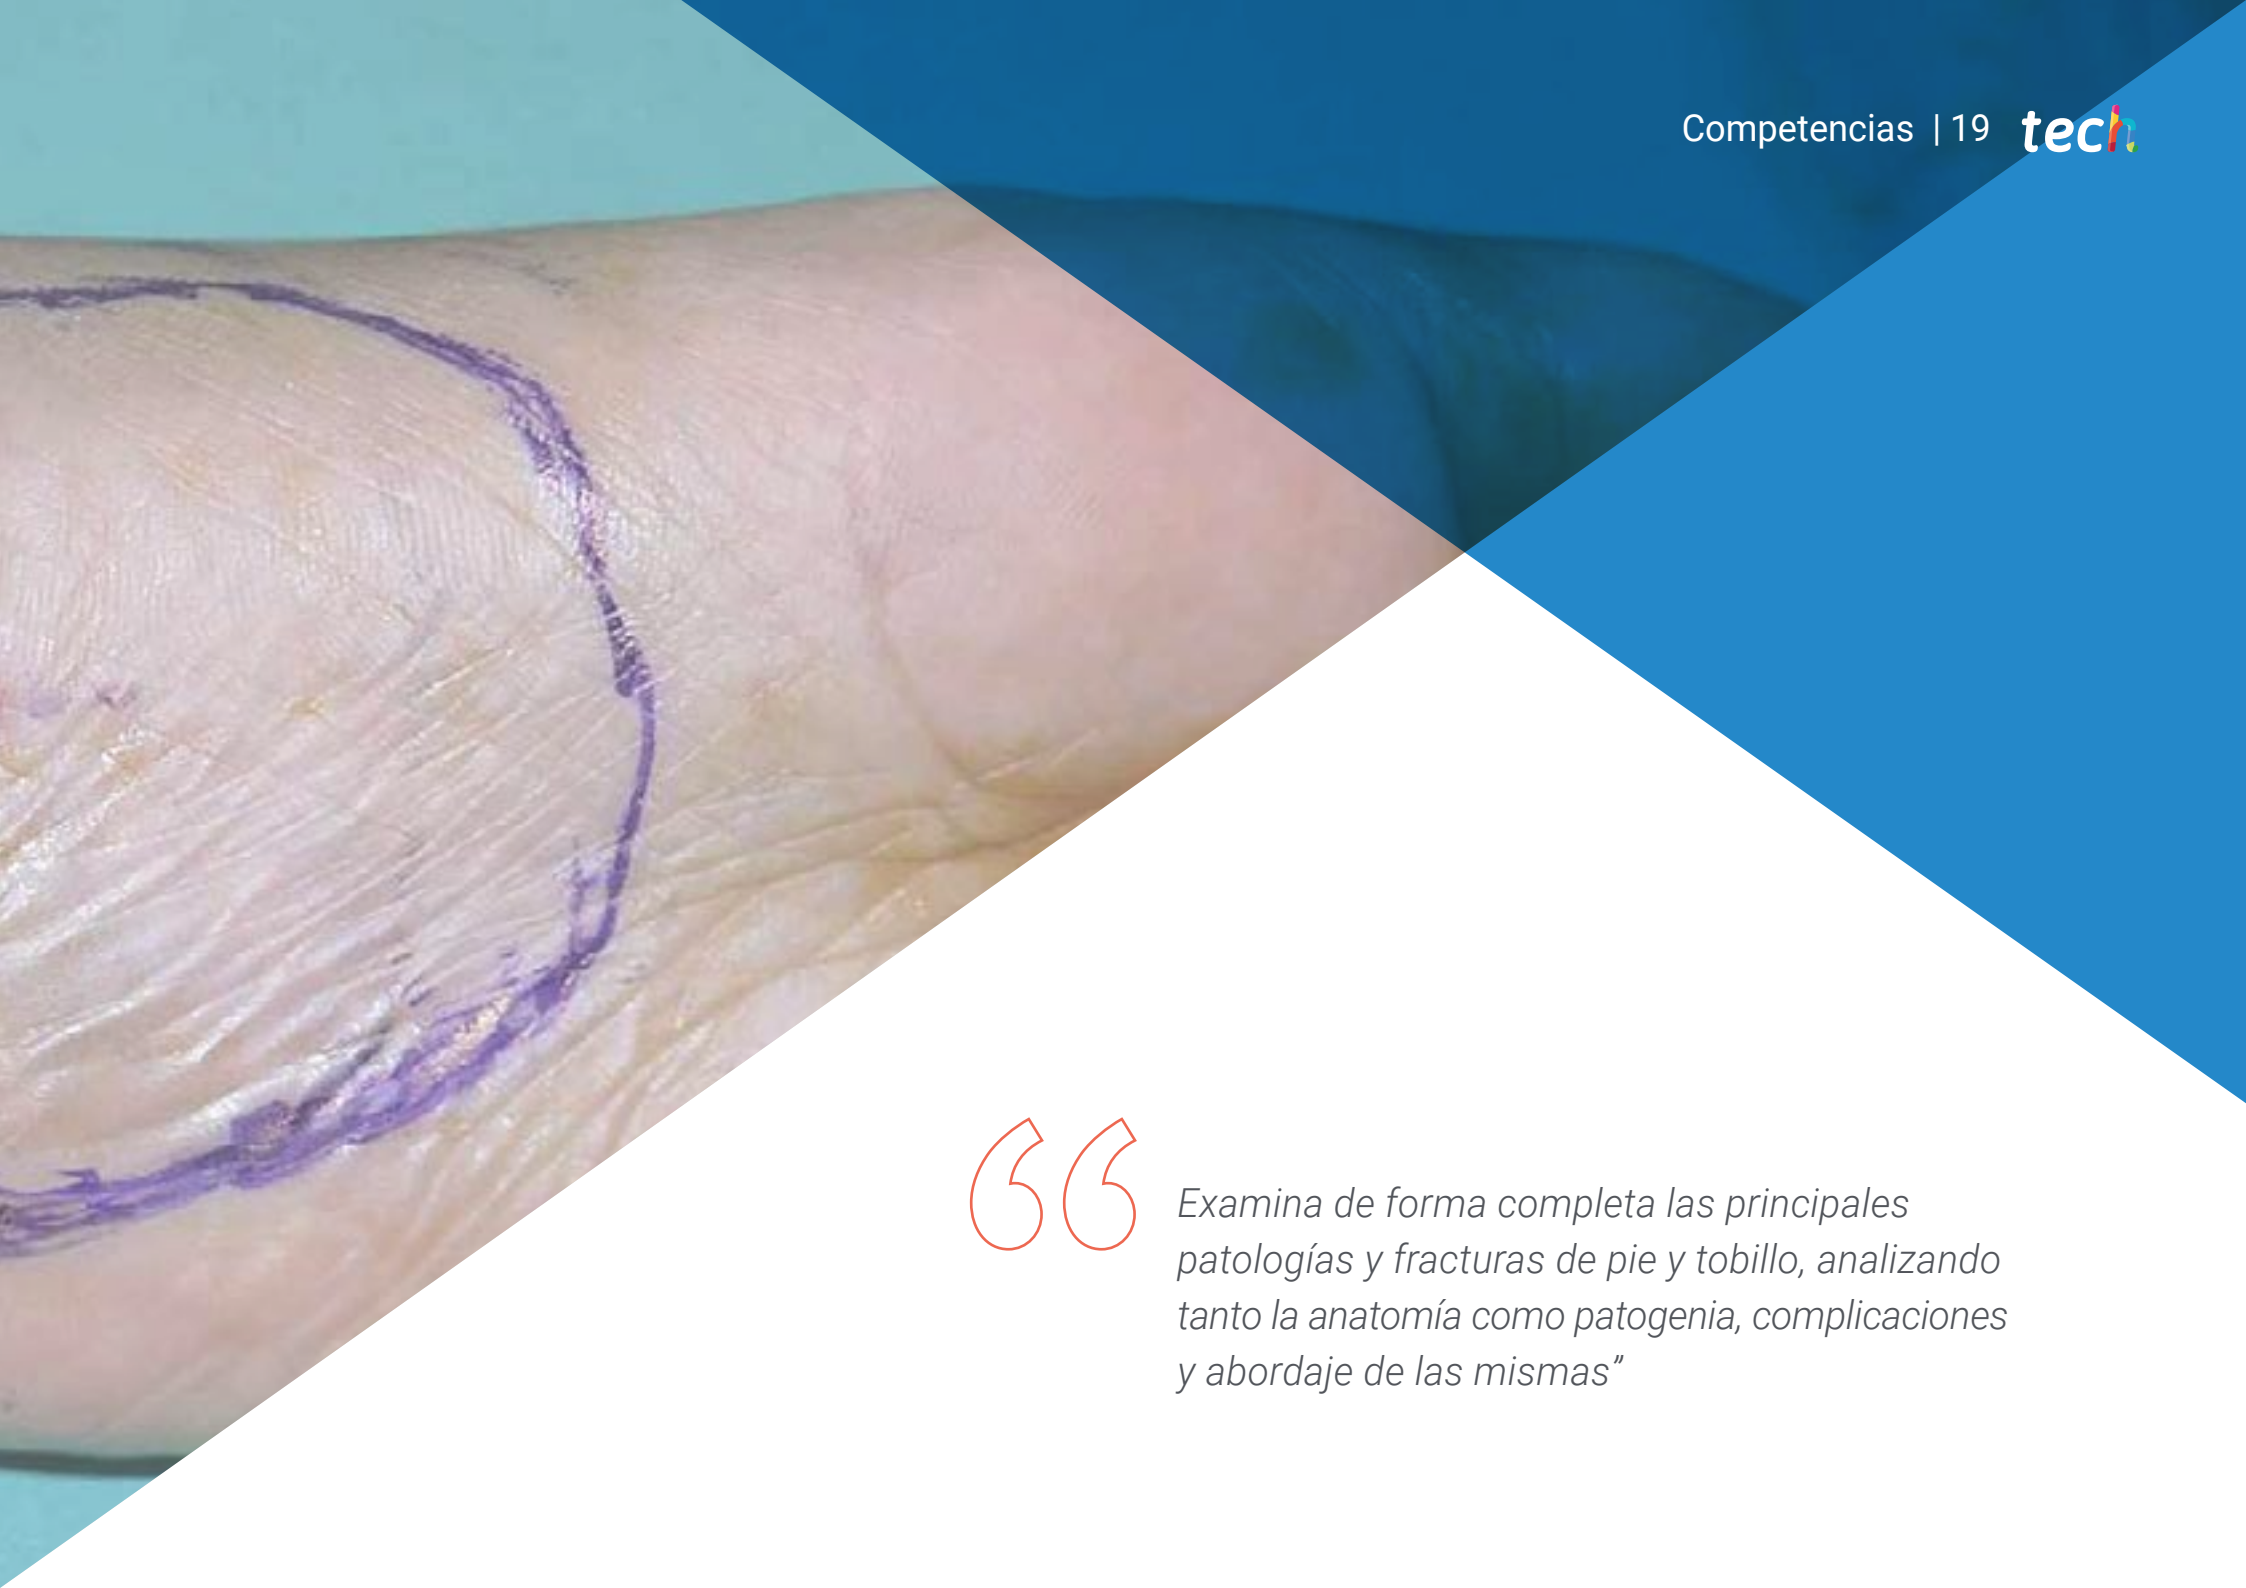 Competencias | 19 tech
Examina de forma completa las principales
patologías y fracturas de pie y tobillo, analizando
tanto la anatomía como patogenia, complicaciones
y abordaje de las mismas”